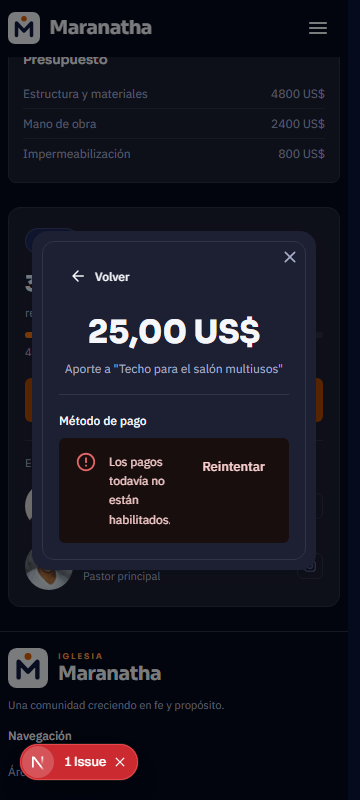 Maranatha
Presupuesto
Estructura y materiales 4800 US$
Mano de obra 2400 US$
Impermeabilización 800 US$
Volver
25,00 US$
Aporte a "Techo para el salón multiusos"
Método de pago
Los pagos
todavía no
están
habilitados.
Reintentar
Pastor principal
IGLESIA
Maranatha
Una comunidad creciendo en fe y propósito.
Navegación
N 1 Issue